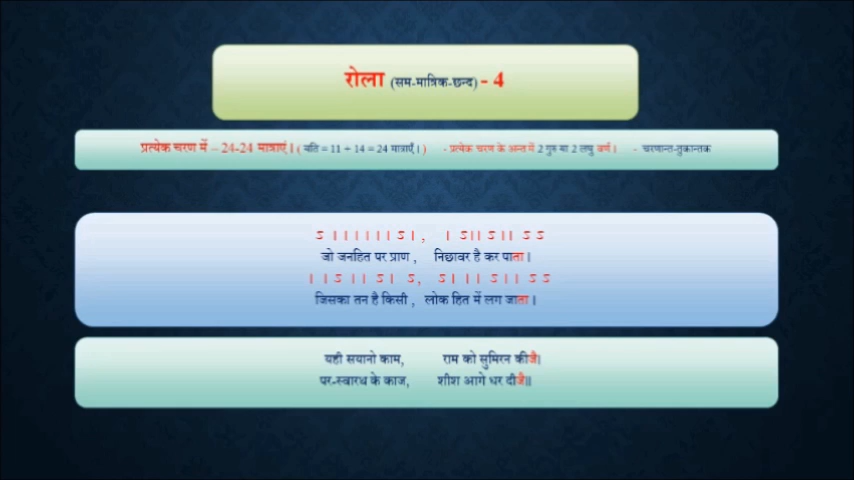 रोला (सम-मात्रिक-छन्द) - 4
प्रत्येक चरण में – 24-24 मात्राएं। ( यति = 11 + 14 = 24 मात्राएँ। ) - प्रत्येक चरण के अन्त में 2 गुरु या 2 लघु वर्ण। - चरणान्त-तुकान्तक
ऽ । । । । । । ऽ । , । ऽ।। ऽ ।। ऽ ऽ
जो जनहित पर प्राण , निछावर है कर पाता।
। । ऽ । । ऽ । ऽ, ऽ। ।। ऽ ।। ऽ ऽ
जिसका तन है किसी , लोक हित में लग जाता।
यही सयानो काम, राम को सुमिरन कीजै।
पर-स्वारथ के काज, शीश आगे धर दीजै॥